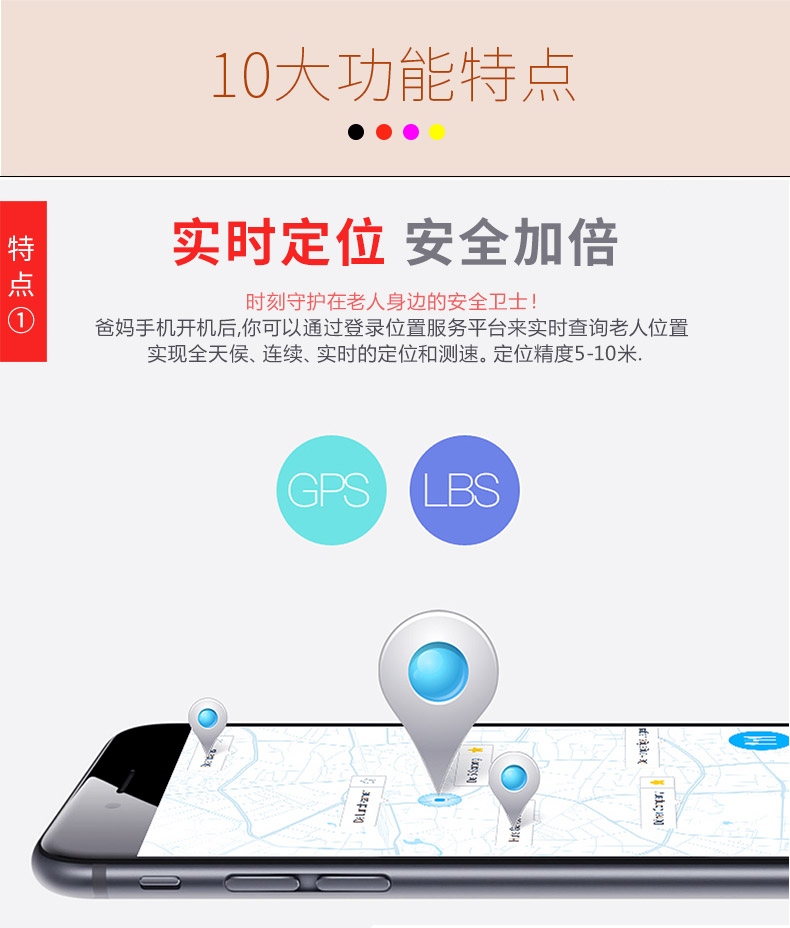 10大功能特点
特点①
实时定位 安全加倍
时刻守护在老人身边的安全卫士!
爸妈手机开机后,你可以通过登录位置服务平台来实时查询老人位置
实现全天侯、连续、实时的定位和测速。定位精度5-10米.
GPS
LBS